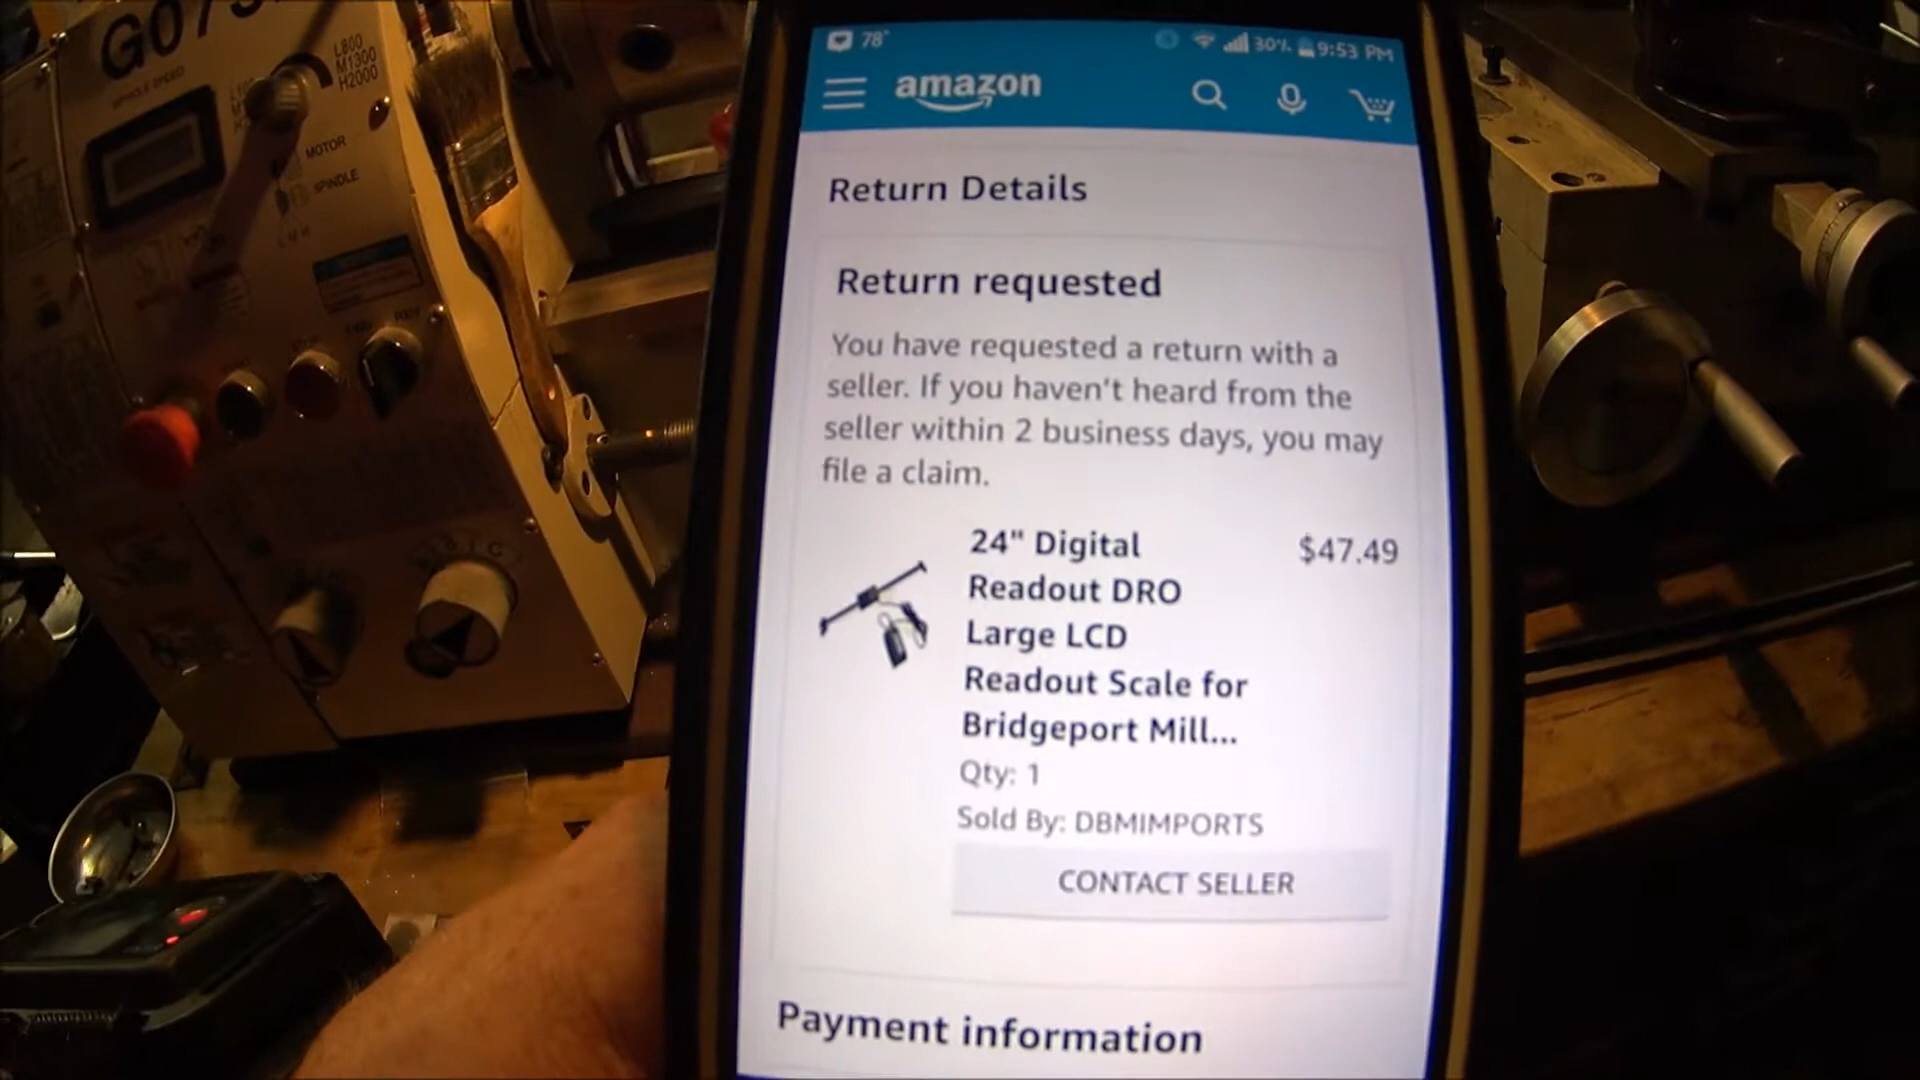 G07
L800
M1300
H2000
SPINDLE SPEED
MOTOR
SPINDLE
78°
30% 9:53 PM
amazon
Return Details
Return requested
You have requested a return with a
seller. If you haven't heard from the
seller within 2 business days, you may
file a claim.
24" Digital
Readout DRO
Large LCD
Readout Scale for
Bridgeport Mill...
$47.49
Qty: 1
Sold By: DBMIMPORTS
CONTACT SELLER
Payment information